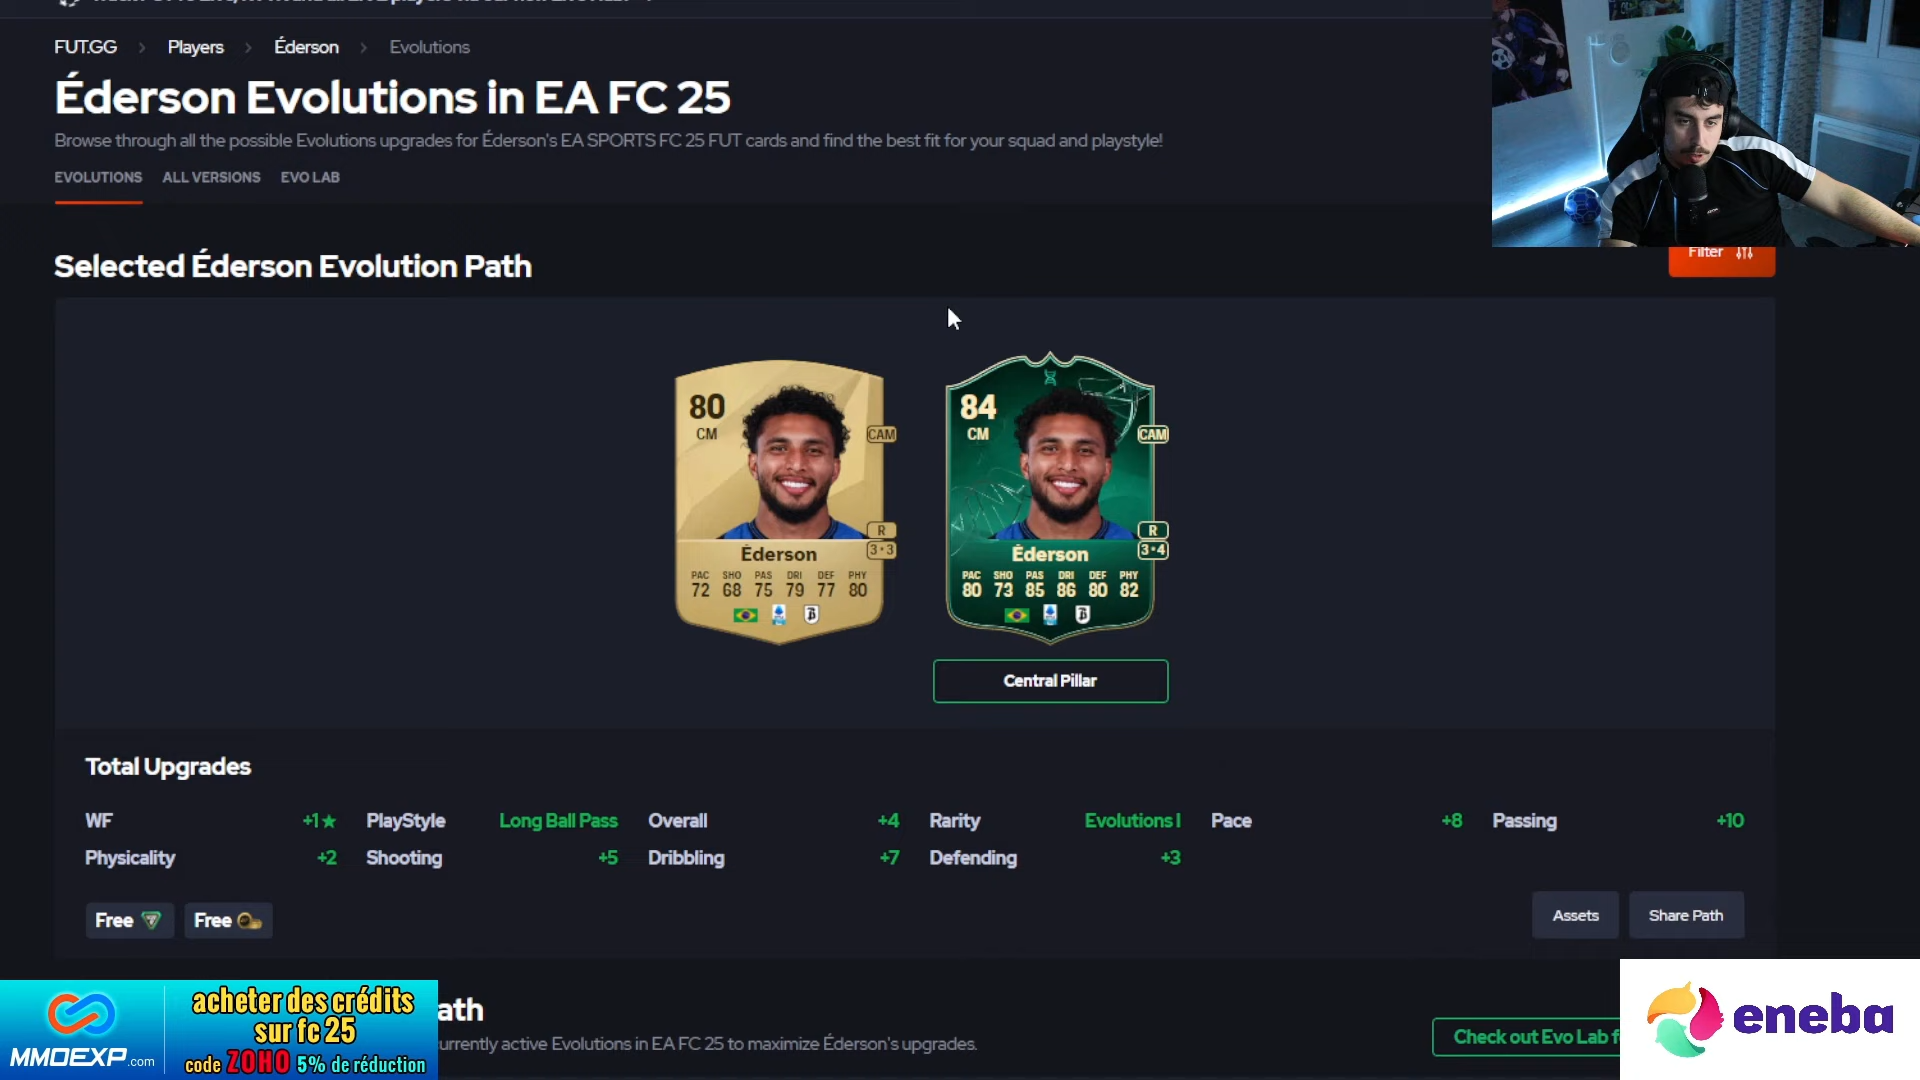 FUT.GG > Players > Éderson > Evolutions
Éderson Evolutions in EA FC 25
Browse through all the possible Evolutions upgrades for Éderson's EA SPORTS FC 25 FUT cards and find the best fit for your squad and playstyle!
EVOLUTIONS ALL VERSIONS EVO LAB
Selected Éderson Evolution Path
Filter
80
CM
CAM
R
3•3
Éderson
PAC SHO PAS DRI DEF PHY
72 68 75 79 77 80
84
CM
CAM
R
3•4
Éderson
PAC SHO PAS DRI DEF PHY
80 73 85 86 80 82
Central Pillar
Total Upgrades
WF +1★ PlayStyle Long Ball Pass Overall +4 Rarity Evolutions I Pace +8 Passing +10
Physicality +2 Shooting +5 Dribbling +7 Defending +3
Free Free
Assets Share Path
ath
urrently active Evolutions in EA FC 25 to maximize Éderson's upgrades.
Check out Evo Lab f
MMOEXP.com
acheter des crédits
sur fc 25
code ZOHO 5% de réduction
eneba